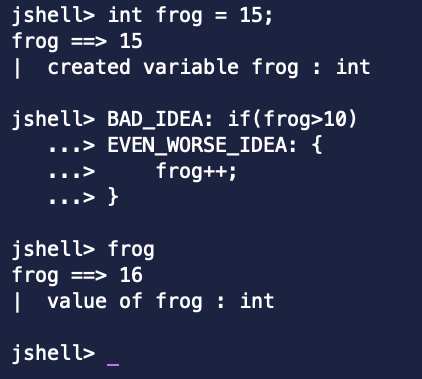 jshell> int frog = 15;
frog ==> 15
|  created variable frog : int
jshell> BAD_IDEA: if(frog>10)
   ...> EVEN_WORSE_IDEA: {
   ...>     frog++;
   ...> }
jshell> frog
frog ==> 16
|  value of frog : int
jshell> _